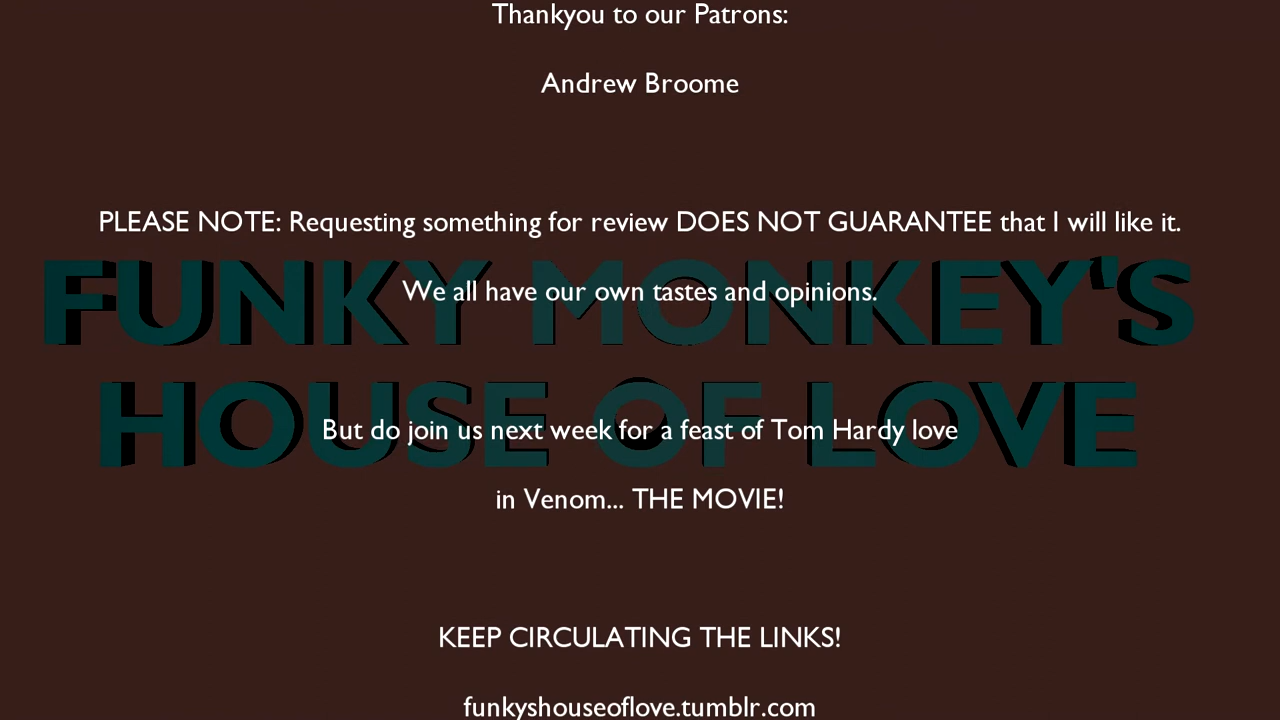 Thankyou to our Patrons:
Andrew Broome
PLEASE NOTE: Requesting something for review DOES NOT GUARANTEE that I will like it.
FUNKY MONKEY'S
We all have our own tastes and opinions.
HOUSE OF LOVE
But do join us next week for a feast of Tom Hardy love
in Venom... THE MOVIE!
KEEP CIRCULATING THE LINKS!
funkyshouseoflove.tumblr.com